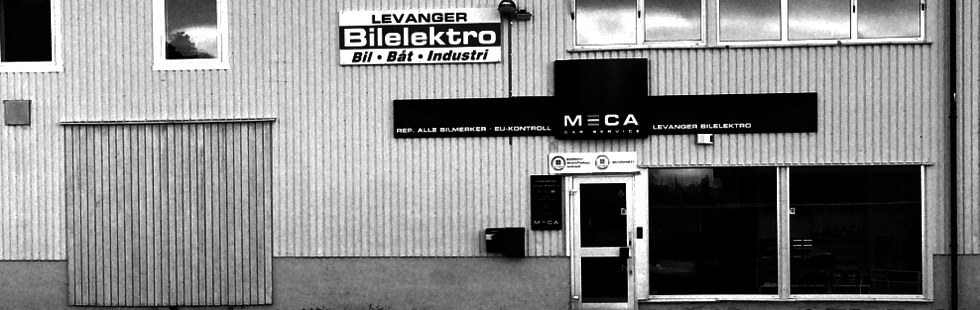 LEVANGER
Bilelektro
Bil • Båt • Industri
MECA
CAR SERVICE
REP. ALLE BILMERKER · EU-KONTROLL
LEVANGER BILELEKTRO
MECA